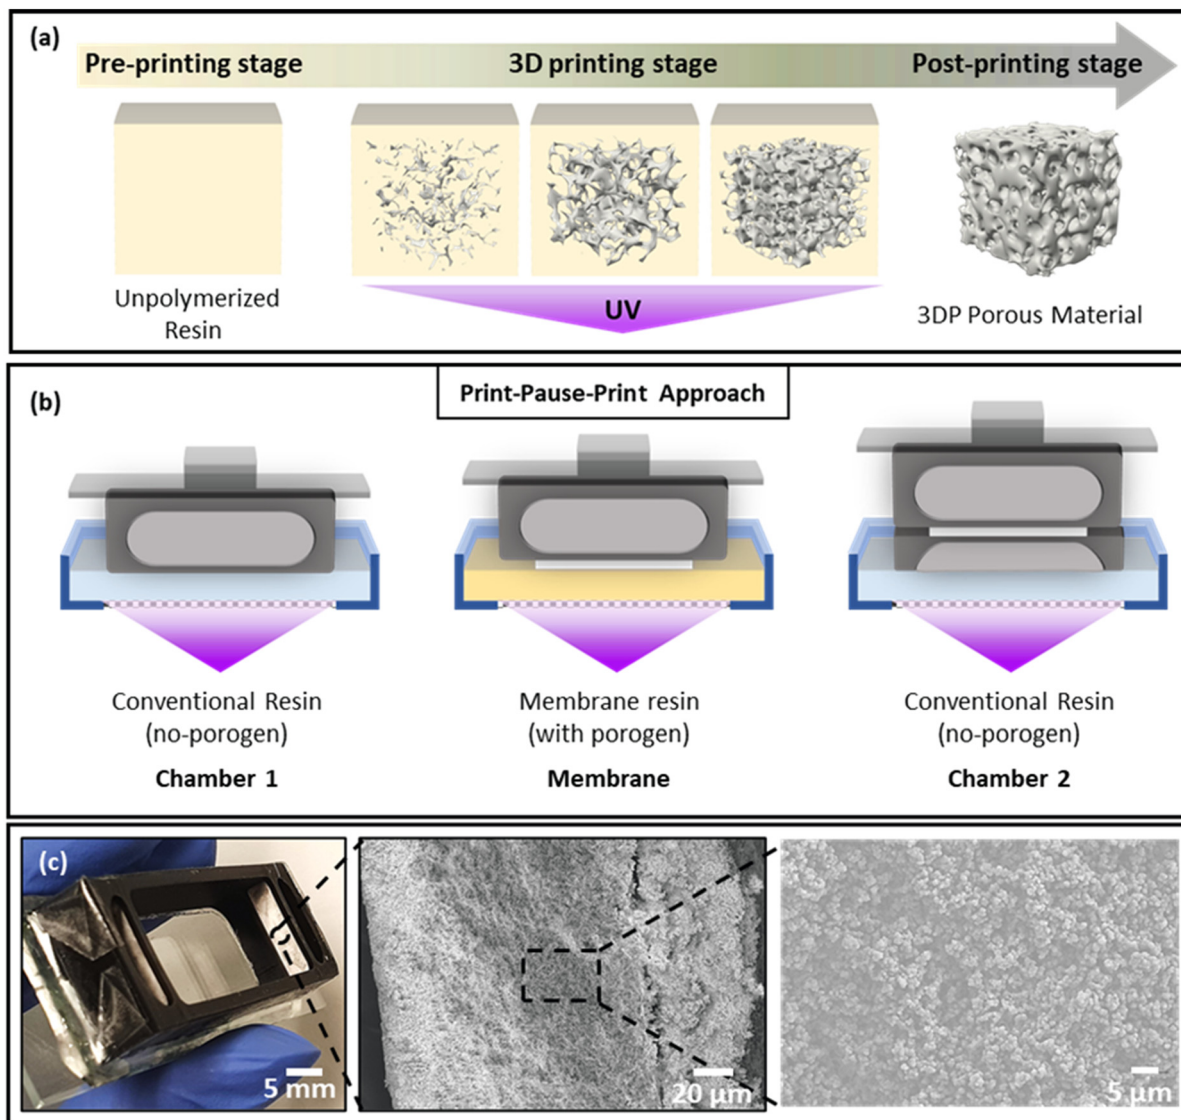 (a)
Pre-printing stage 3D printing stage Post-printing stage
Unpolymerized
Resin
UV
3DP Porous Material
(b)
Print-Pause-Print Approach
Conventional Resin
(no-porogen)
Chamber 1
Membrane resin
(with porogen)
Membrane
Conventional Resin
(no-porogen)
Chamber 2
(c)
5 mm
20 µm
5 µm